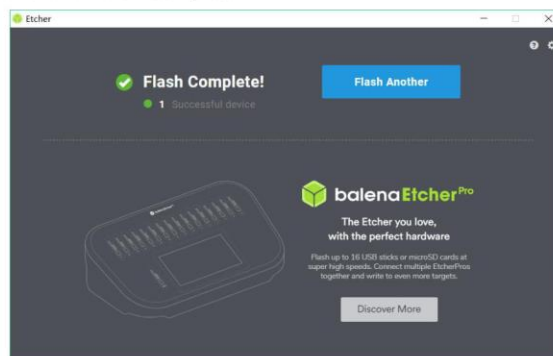 Etcher
Flash Complete!
1 Successful device
Flash Another
balenaEtcherPro
The Etcher you love,
with the perfect hardware
Flash up to 16 USB sticks or microSD cards at
super high speeds. Connect multiple EtcherPros
together and write to even more targets.
Discover More